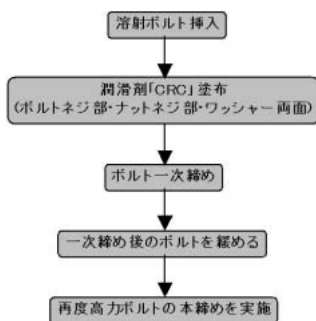 溶射ボルト挿入
潤滑剤「CRC」塗布
(ボルトネジ部・ナットネジ部・ワッシャー両面)
ボルト一次締め
一次締め後のボルトを緩める
再度高力ボルトの本締めを実施